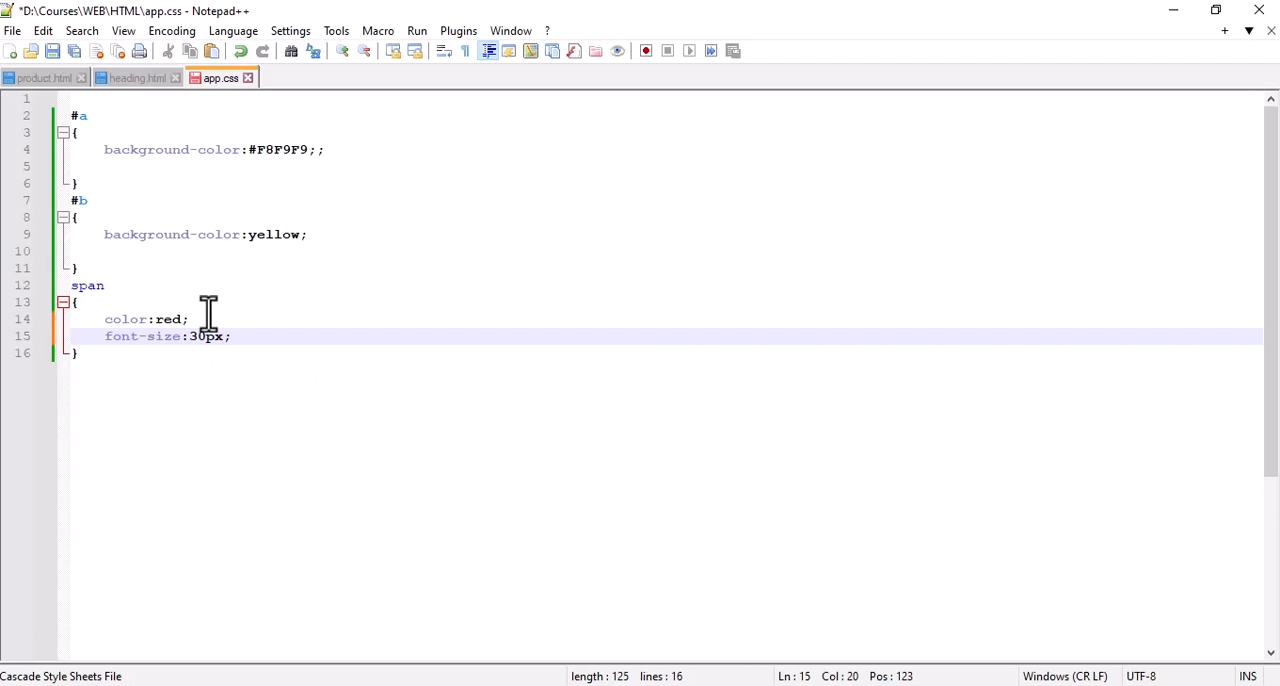 *D:\Courses\WEB\HTML\app.css - Notepad++
File Edit Search View Encoding Language Settings Tools Macro Run Plugins Window ?
product.html heading.html app.css
1
2 #a
3 {
4 background-color:#F8F9F9;;
5
6 }
7 #b
8 {
9 background-color:yellow;
10
11 }
12 span
13 {
14 color:red;
15 font-size:30px;
16 }
Cascade Style Sheets File length : 125 lines : 16 Ln : 15 Col : 20 Pos : 123 Windows (CR LF) UTF-8 INS